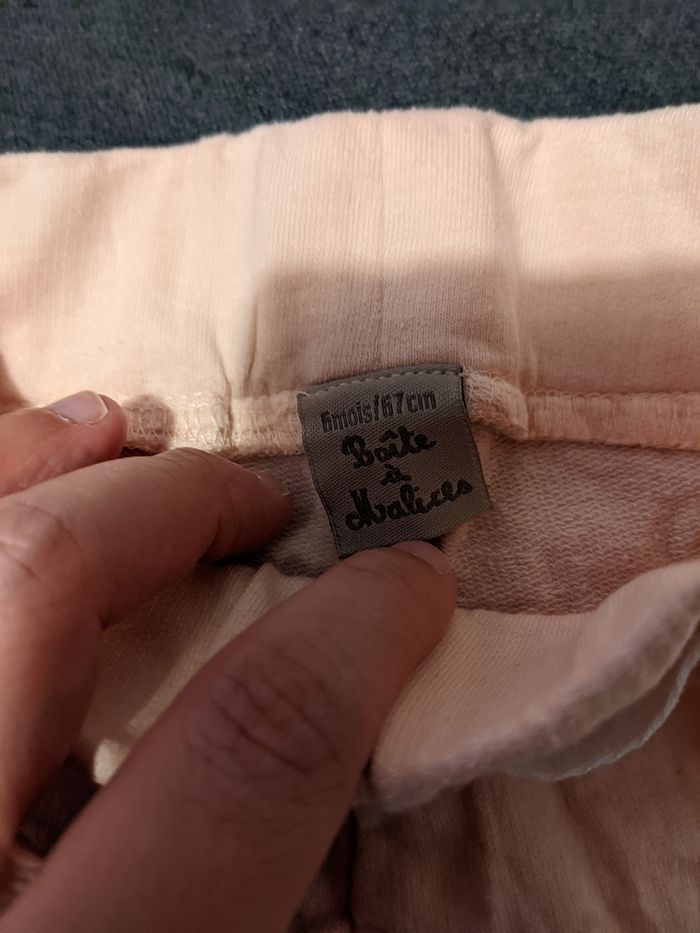 6mois/67cm
Boîte
à
Malices